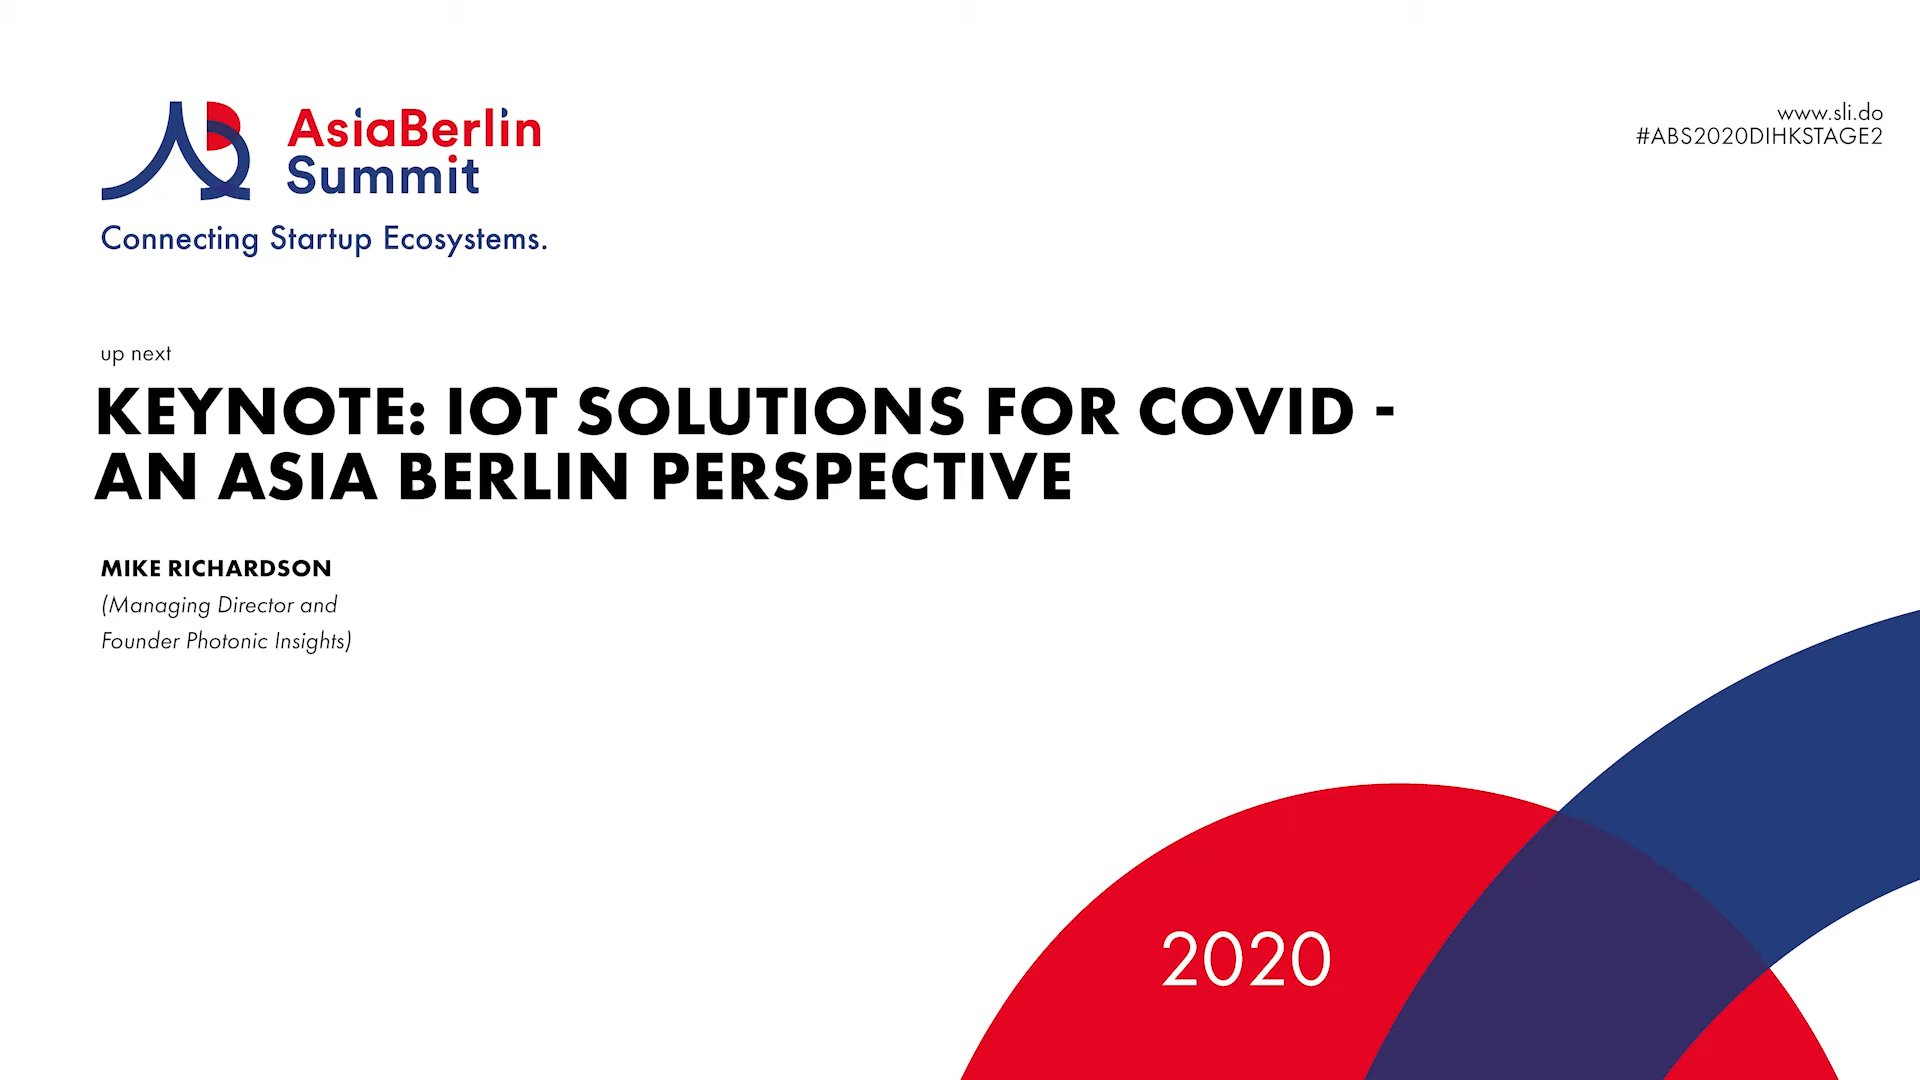 AsiaBerlin
Summit
Connecting Startup Ecosystems.
www.sli.do
#ABS2020DIHKSTAGE2
up next
KEYNOTE: IOT SOLUTIONS FOR COVID -
AN ASIA BERLIN PERSPECTIVE
MIKE RICHARDSON
(Managing Director and
Founder Photonic Insights)
2020